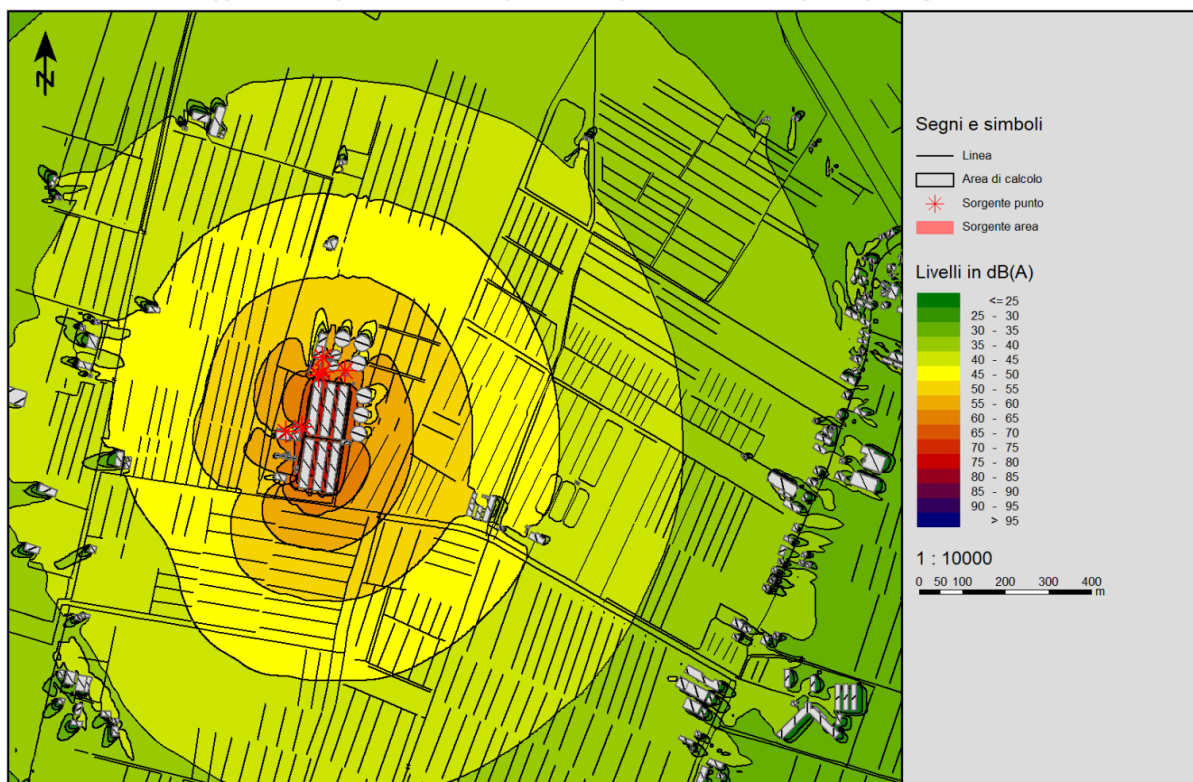 N
Segni e simboli
Linea
Area di calcolo
Sorgente punto
Sorgente area
Livelli in dB(A)
<= 25
25 - 30
30 - 35
35 - 40
40 - 45
45 - 50
50 - 55
55 - 60
60 - 65
65 - 70
70 - 75
75 - 80
80 - 85
85 - 90
90 - 95
> 95
1 : 10000
0 50 100 200 300 400
m